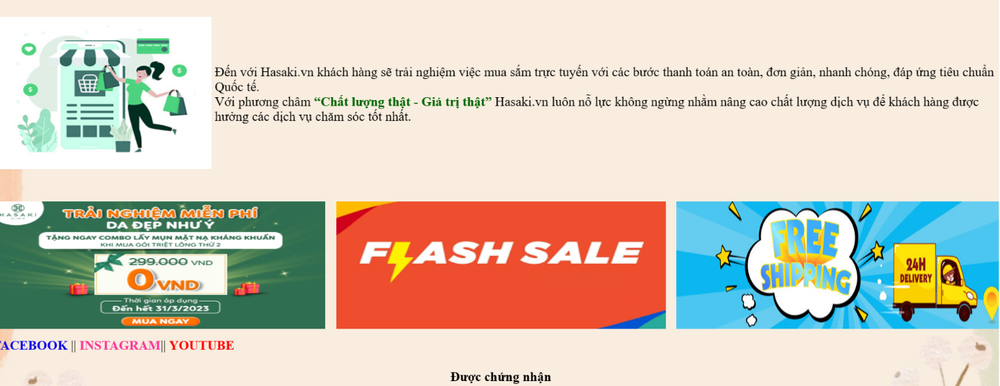 Đến với Hasaki.vn khách hàng sẽ trải nghiệm việc mua sắm trực tuyến với các bước thanh toán an toàn, đơn giản, nhanh chóng, đáp ứng tiêu chuẩn
Quốc tế.
Với phương châm “Chất lượng thật - Giá trị thật” Hasaki.vn luôn nỗ lực không ngừng nhằm nâng cao chất lượng dịch vụ để khách hàng được
hưởng các dịch vụ chăm sóc tốt nhất.
HASAKI
TRẢI NGHIỆM MIỄN PHÍ
DA ĐẸP NHƯ Ý
TẶNG NGAY COMBO LẤY MỤN MẶT NẠ KHÁNG KHUẨN
KHI MUA GÓI TRIỆT LÔNG THỨ 2
299.000 VND
0 VND
Thời gian áp dụng
Đến hết 31/3/2023
MUA NGAY
FLASH SALE
FREE
SHIPPING
24H
DELIVERY
FACEBOOK || INSTAGRAM|| YOUTUBE
Được chứng nhận